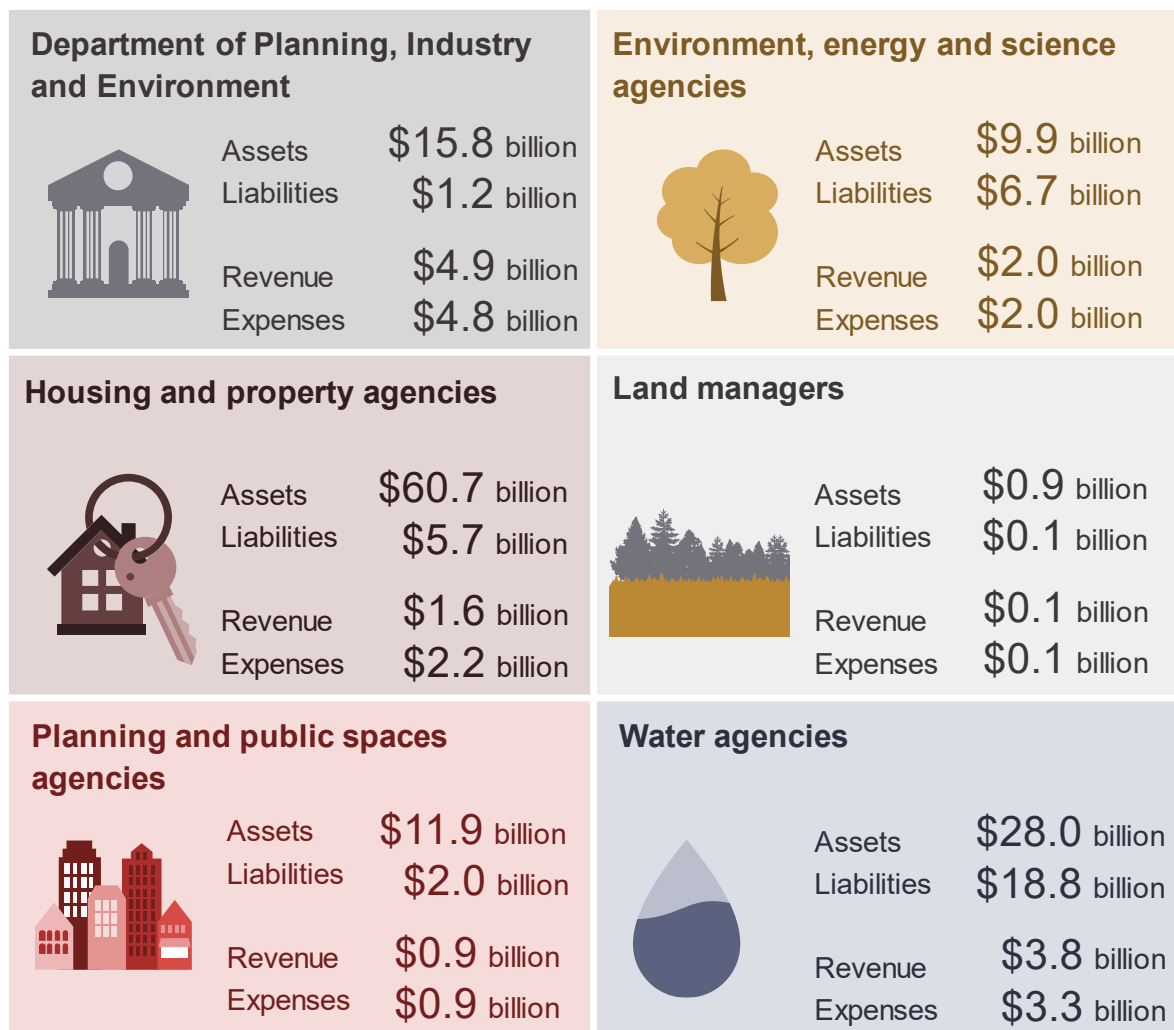 Department of Planning, Industry
and Environment
Assets $15.8 billion
Liabilities $1.2 billion
Revenue $4.9 billion
Expenses $4.8 billion
Environment, energy and science
agencies
Assets $9.9 billion
Liabilities $6.7 billion
Revenue $2.0 billion
Expenses $2.0 billion
Housing and property agencies
Assets $60.7 billion
Liabilities $5.7 billion
Revenue $1.6 billion
Expenses $2.2 billion
Land managers
Assets $0.9 billion
Liabilities $0.1 billion
Revenue $0.1 billion
Expenses $0.1 billion
Planning and public spaces
agencies
Assets $11.9 billion
Liabilities $2.0 billion
Revenue $0.9 billion
Expenses $0.9 billion
Water agencies
Assets $28.0 billion
Liabilities $18.8 billion
Revenue $3.8 billion
Expenses $3.3 billion